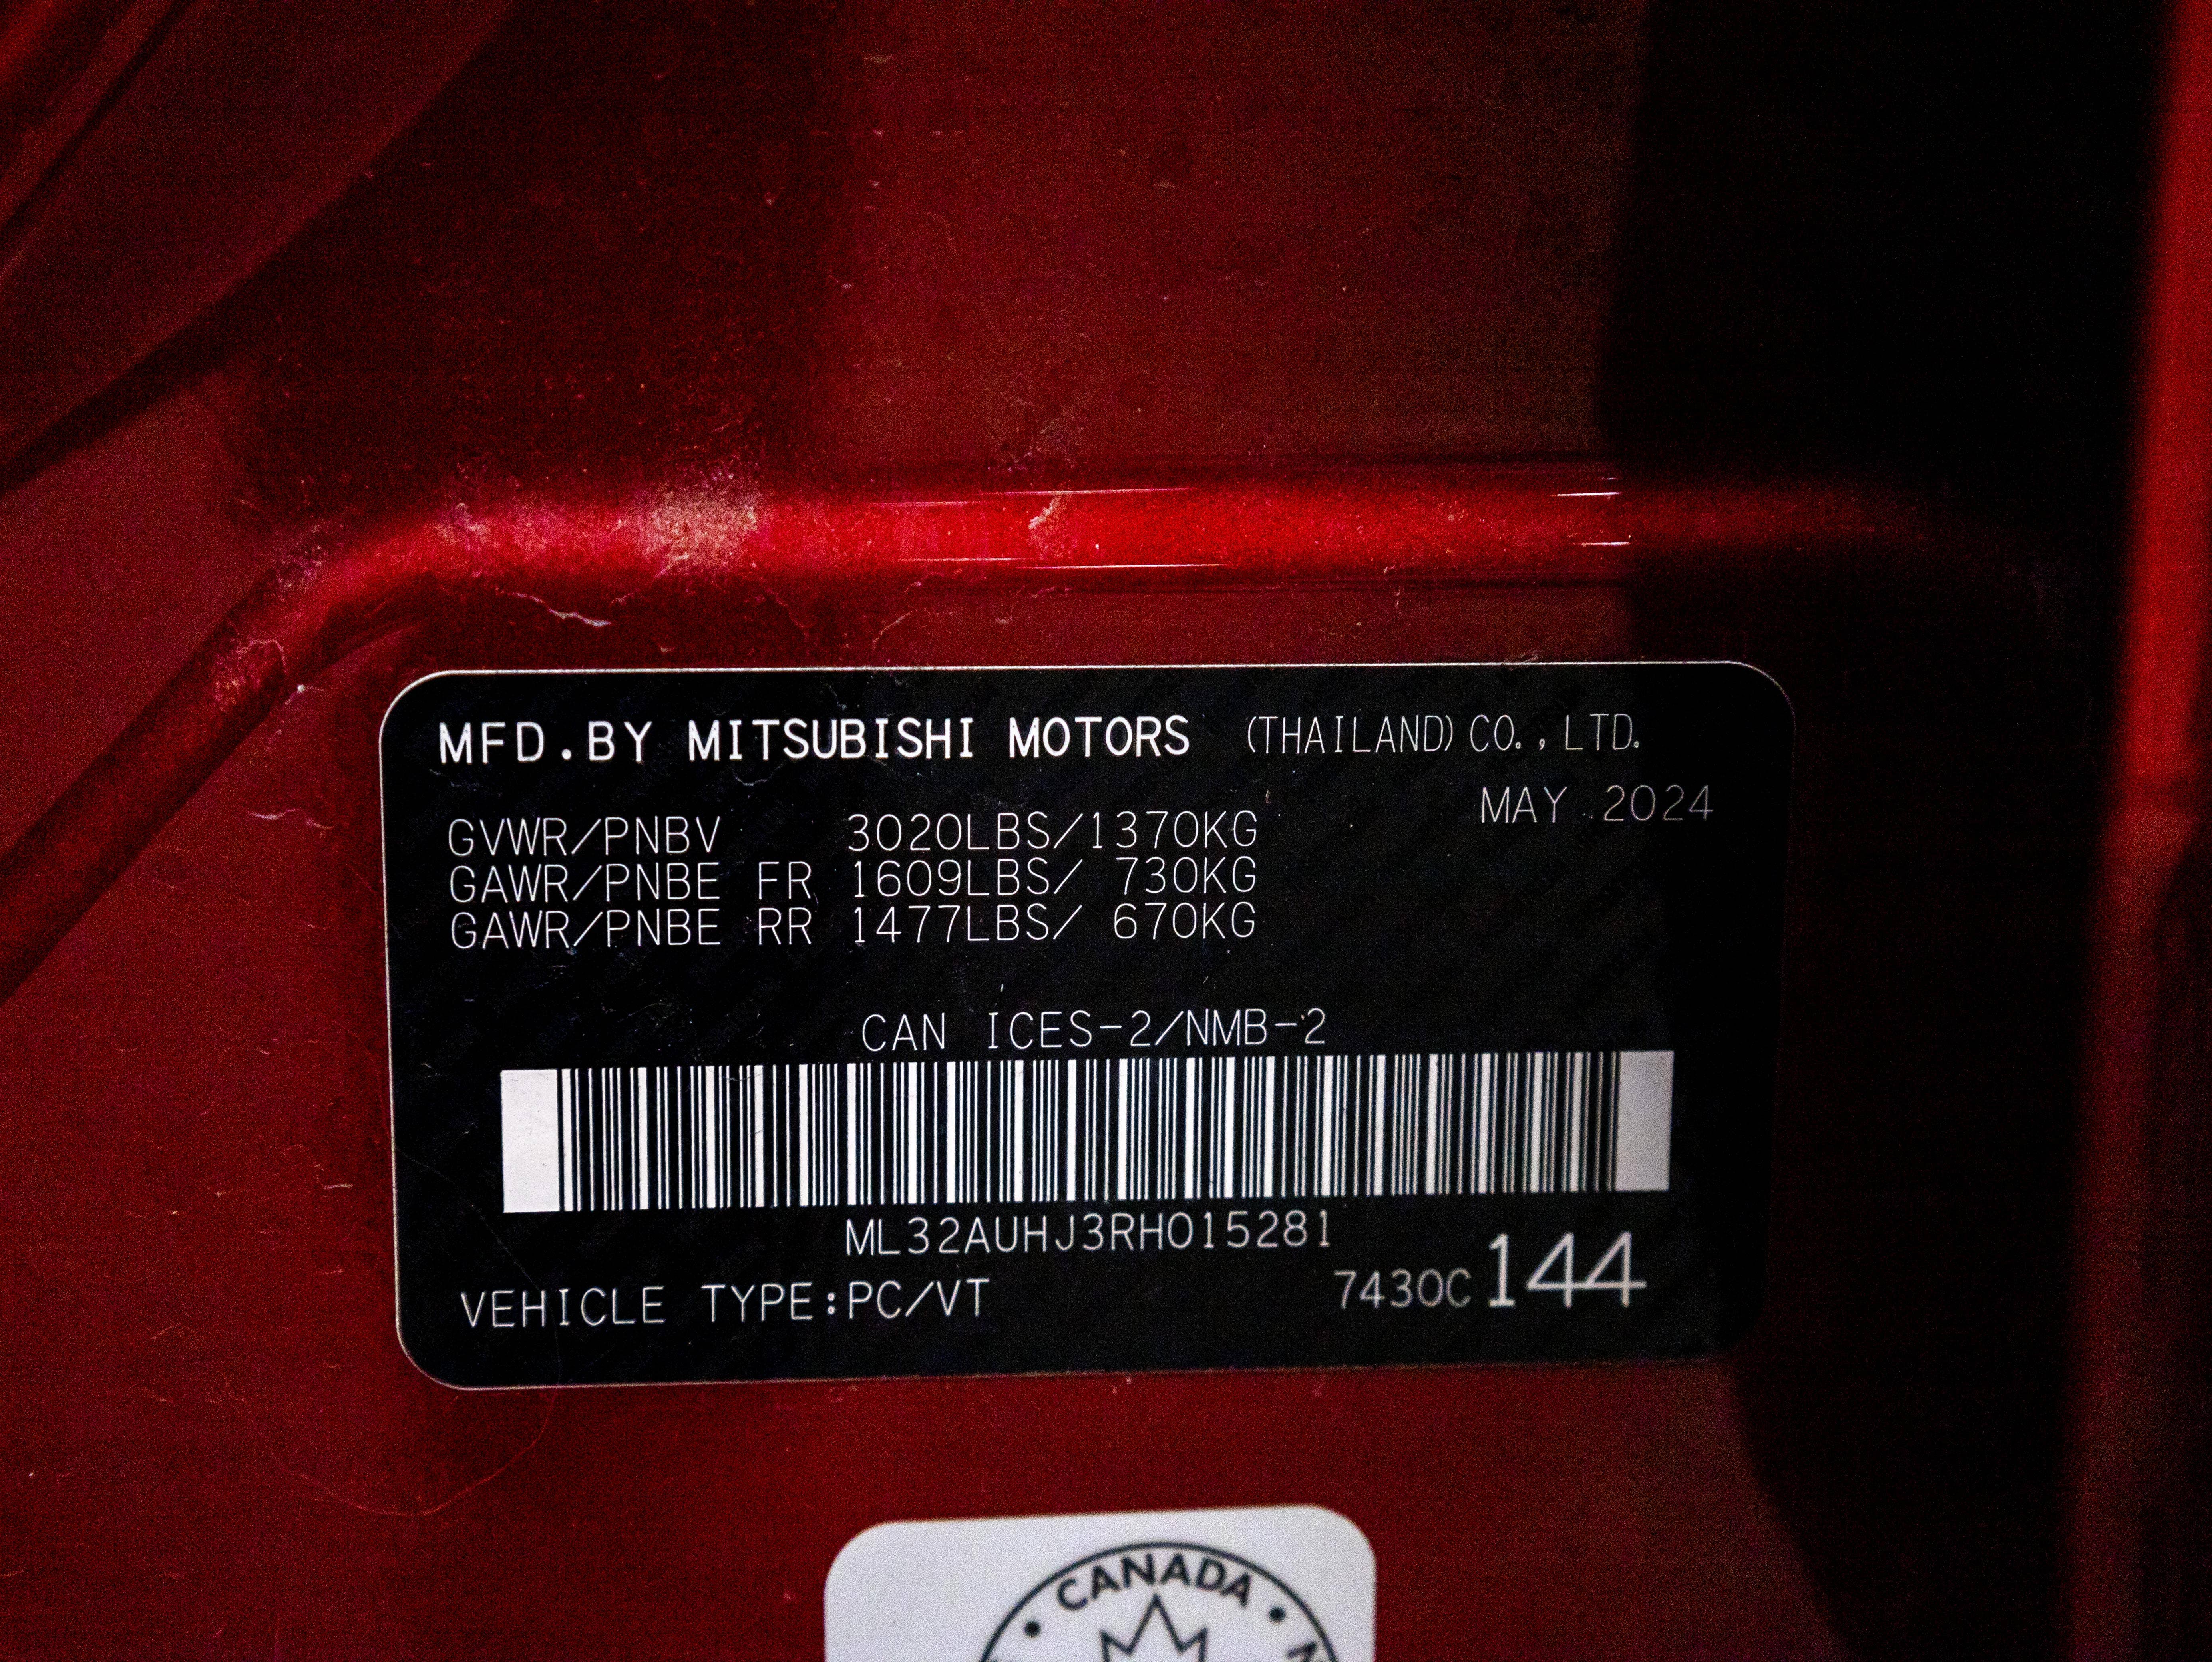 MFD.BY MITSUBISHI MOTORS (THAILAND) CO., LTD.
MAY 2024
GVWR/PNBV 3020LBS/1370KG
GAWR/PNBE FR 1609LBS/ 730KG
GAWR/PNBE RR 1477LBS/ 670KG
CAN ICES-2/NMB-2
ML32AUHJ3RH015281
VEHICLE TYPE:PC/VT
7430C 144
CANADA